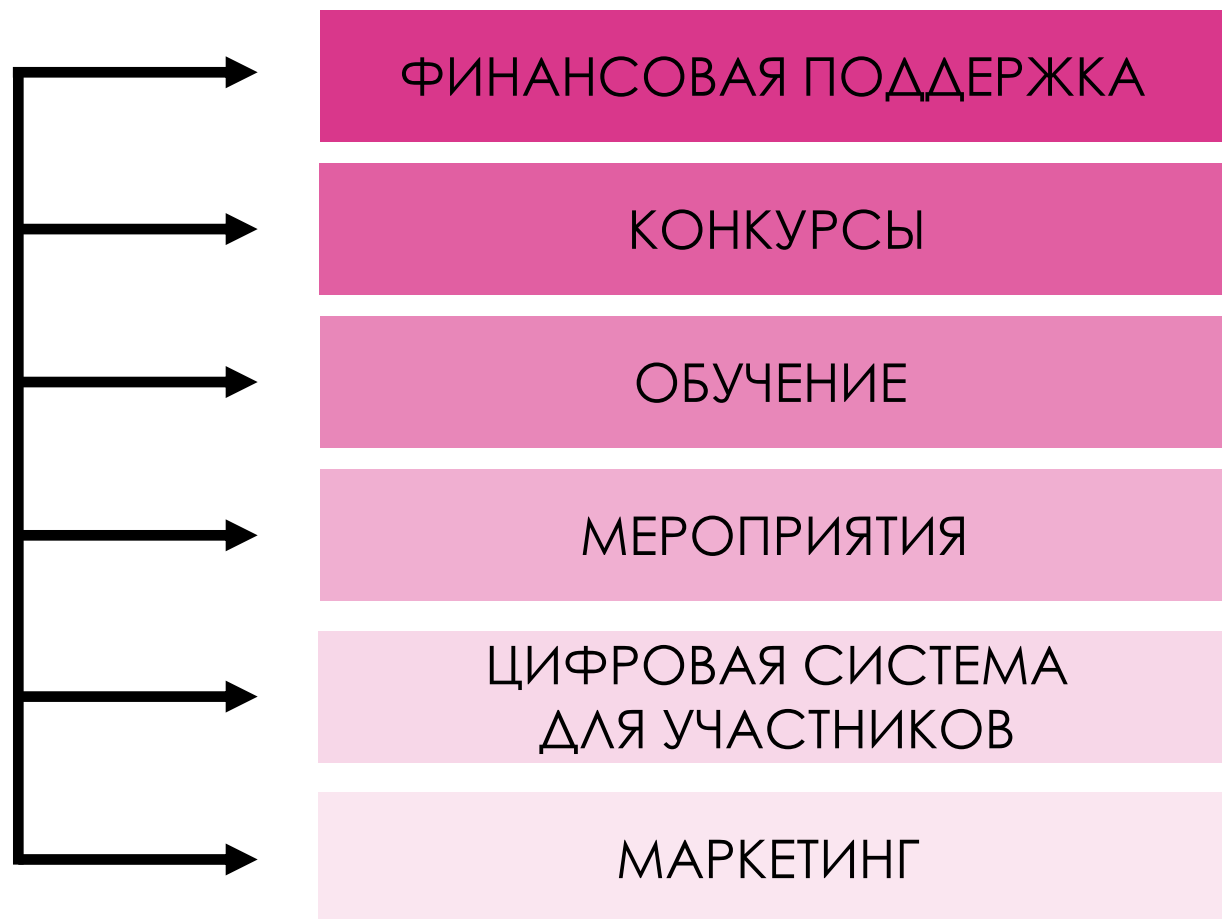 ФИНАНСОВАЯ ПОДДЕРЖКА
КОНКУРСЫ
ОБУЧЕНИЕ
МЕРОПРИЯТИЯ
ЦИФРОВАЯ СИСТЕМА
ДЛЯ УЧАСТНИКОВ
МАРКЕТИНГ